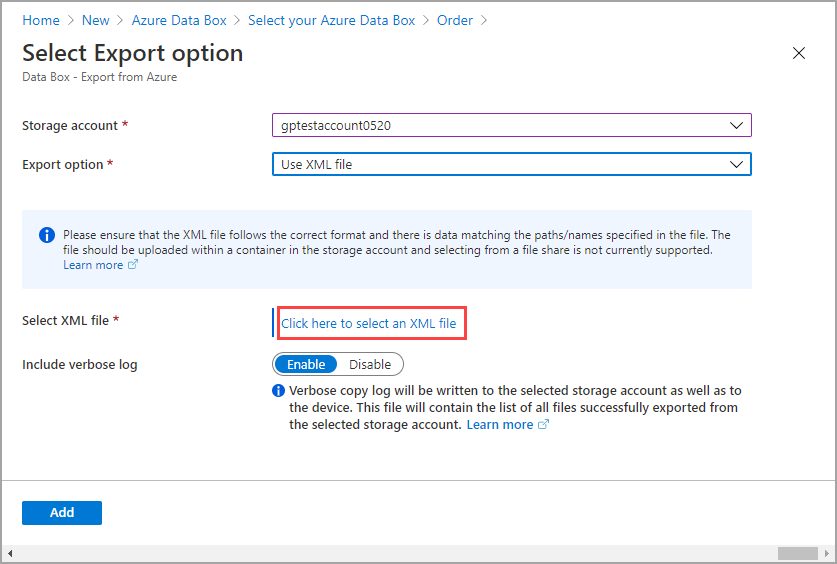 Home > New > Azure Data Box > Select your Azure Data Box > Order >
Select Export option
Data Box - Export from Azure
Storage account *
gptestaccount0520
Export option *
Use XML file
Please ensure that the XML file follows the correct format and there is data matching the paths/names specified in the file. The
file should be uploaded within a container in the storage account and selecting from a file share is not currently supported.
Learn more
Select XML file *
Click here to select an XML file
Include verbose log
Enable Disable
Verbose copy log will be written to the selected storage account as well as to
the device. This file will contain the list of all files successfully exported from
the selected storage account. Learn more
Add